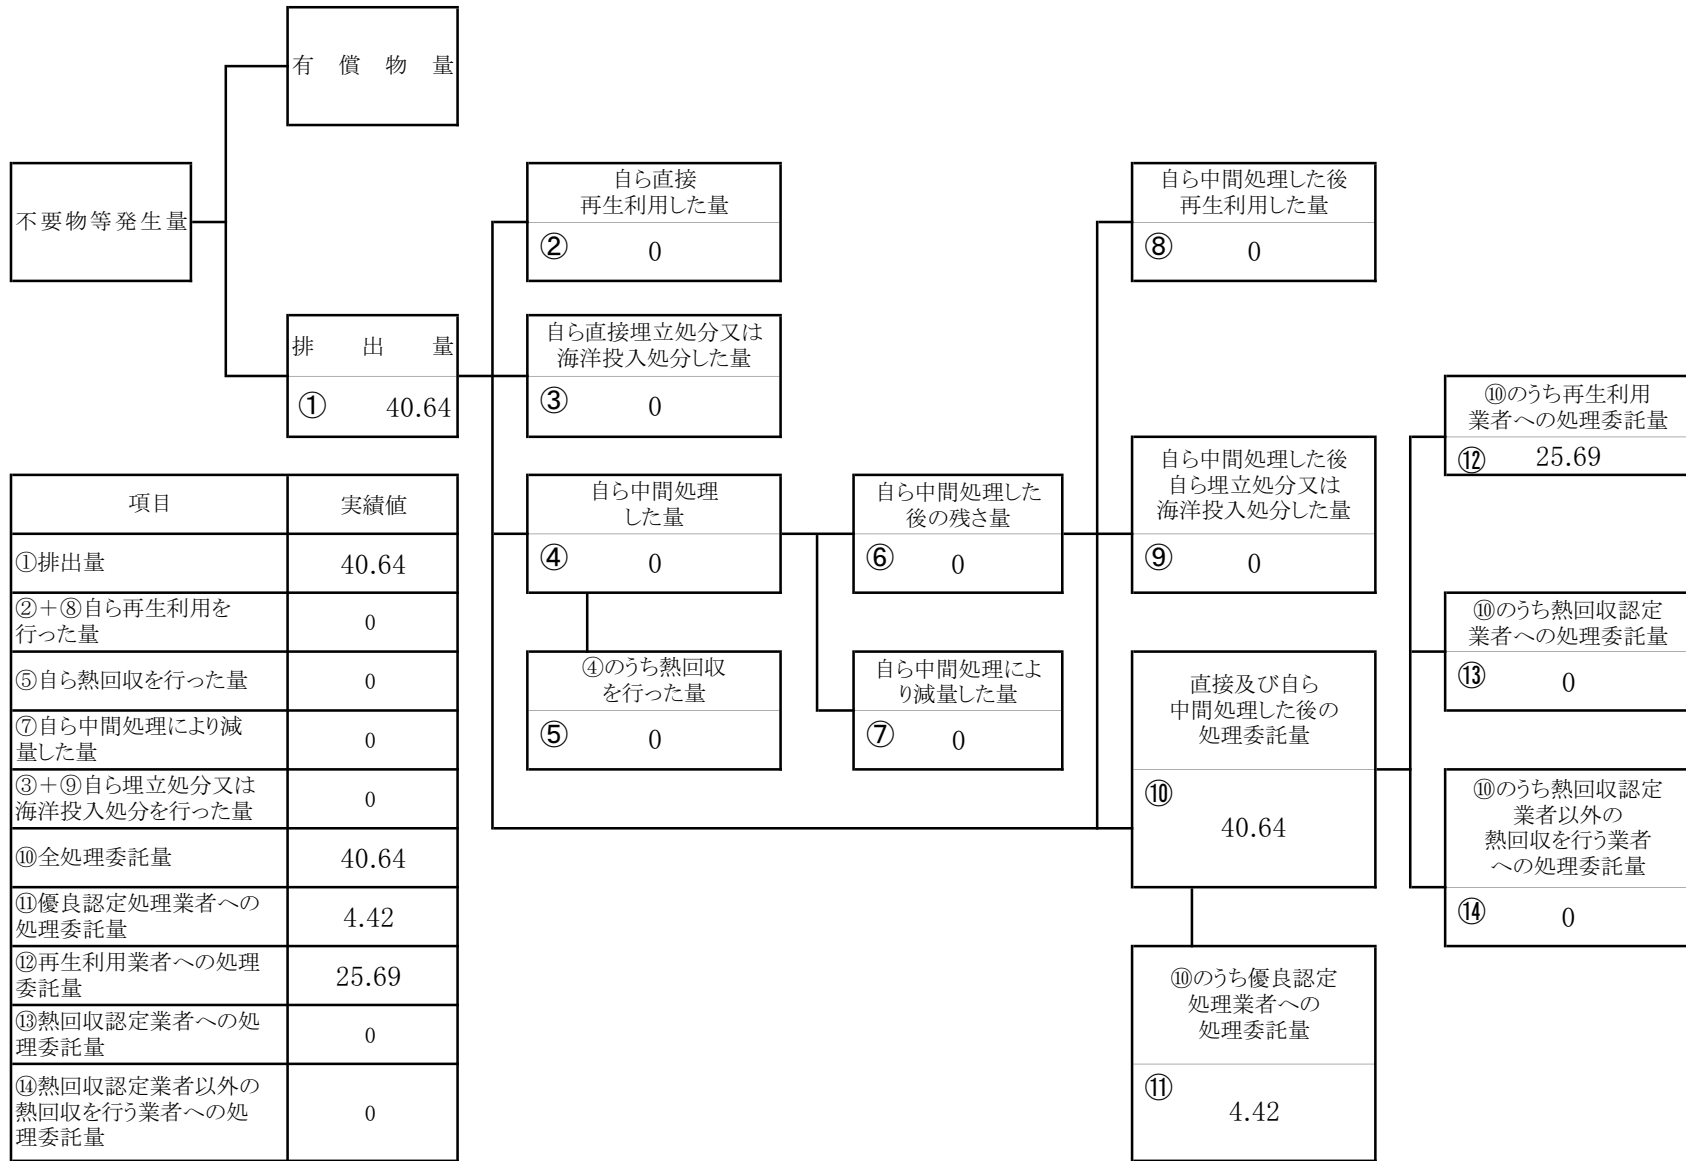 有償物量
不要物等発生量
排出量
① 40.64
自ら直接
再生利用した量
② 0
自ら直接埋立処分又は
海洋投入処分した量
③ 0
自ら中間処理
した量
④ 0
④のうち熱回収
を行った量
⑤ 0
自ら中間処理した
後の残さ量
⑥ 0
自ら中間処理によ
り減量した量
⑦ 0
自ら中間処理した後
再生利用した量
⑧ 0
自ら中間処理した後
自ら埋立処分又は
海洋投入処分した量
⑨ 0
直接及び自ら
中間処理した後の
処理委託量
⑩
40.64
⑩のうち優良認定
処理業者への
処理委託量
⑪
4.42
⑩のうち再生利用
業者への処理委託量
⑫ 25.69
⑩のうち熱回収認定
業者への処理委託量
⑬ 0
⑩のうち熱回収認定
業者以外の
熱回収を行う業者
への処理委託量
⑭ 0
項目 実績値
①排出量 40.64
②+⑧自ら再生利用を
行った量 0
⑤自ら熱回収を行った量 0
⑦自ら中間処理により減
量した量 0
③+⑨自ら埋立処分又は
海洋投入処分を行った量 0
⑩全処理委託量 40.64
⑪優良認定処理業者への
処理委託量 4.42
⑫再生利用業者への処理
委託量 25.69
⑬熱回収認定業者への処
理委託量 0
⑭熱回収認定業者以外の
熱回収を行う業者への処
理委託量 0